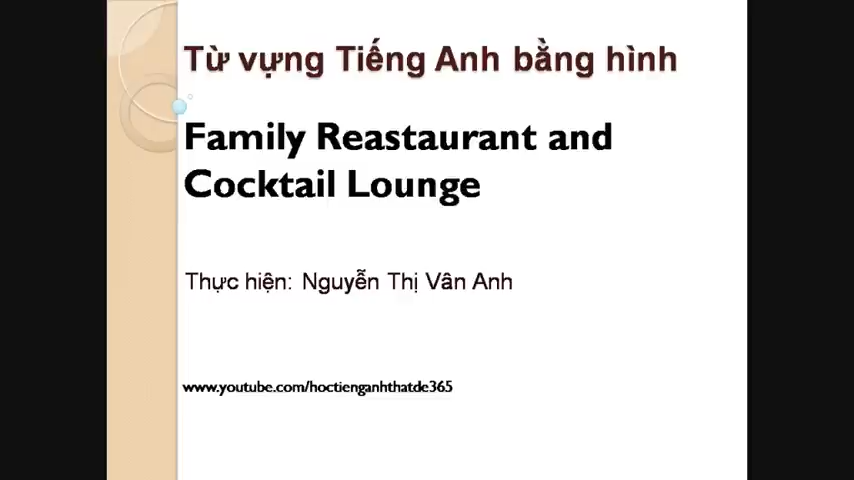 Từ vựng Tiếng Anh bằng hình
Family Reastaurant and
Cocktail Lounge
Thực hiện: Nguyễn Thị Vân Anh
www.youtube.com/hoctienganhthatde365